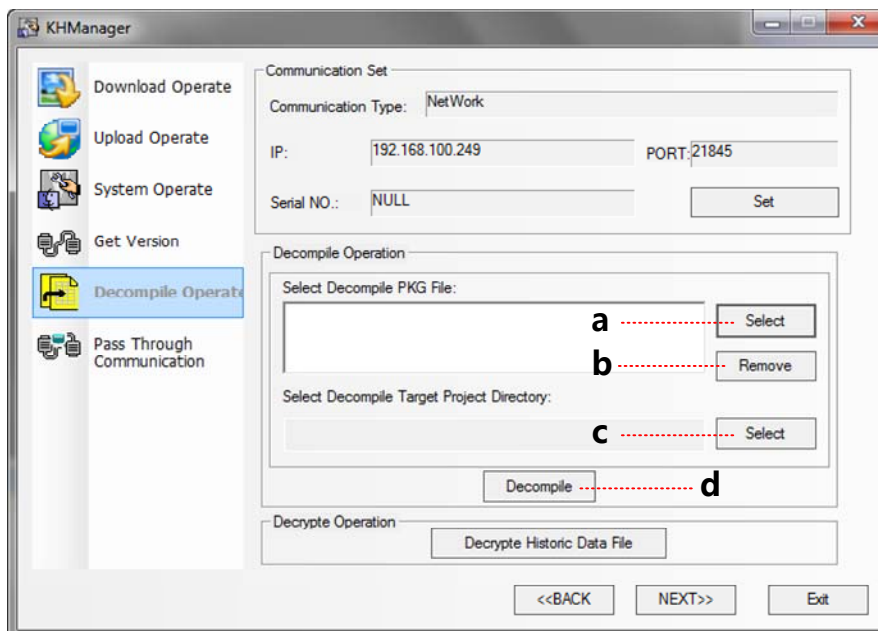 KHManager
Download Operate
Upload Operate
System Operate
Get Version
Decompile Operate
Pass Through
Communication
Communication Set
Communication Type: NetWork
IP: 192.168.100.249 PORT: 21845
Serial NO.: NULL Set
Decompile Operation
Select Decompile PKG File:
a Select
b Remove
Select Decompile Target Project Directory:
c Select
Decompile d
Decrypte Operation
Decrypte Historic Data File
<<BACK NEXT>> Exit